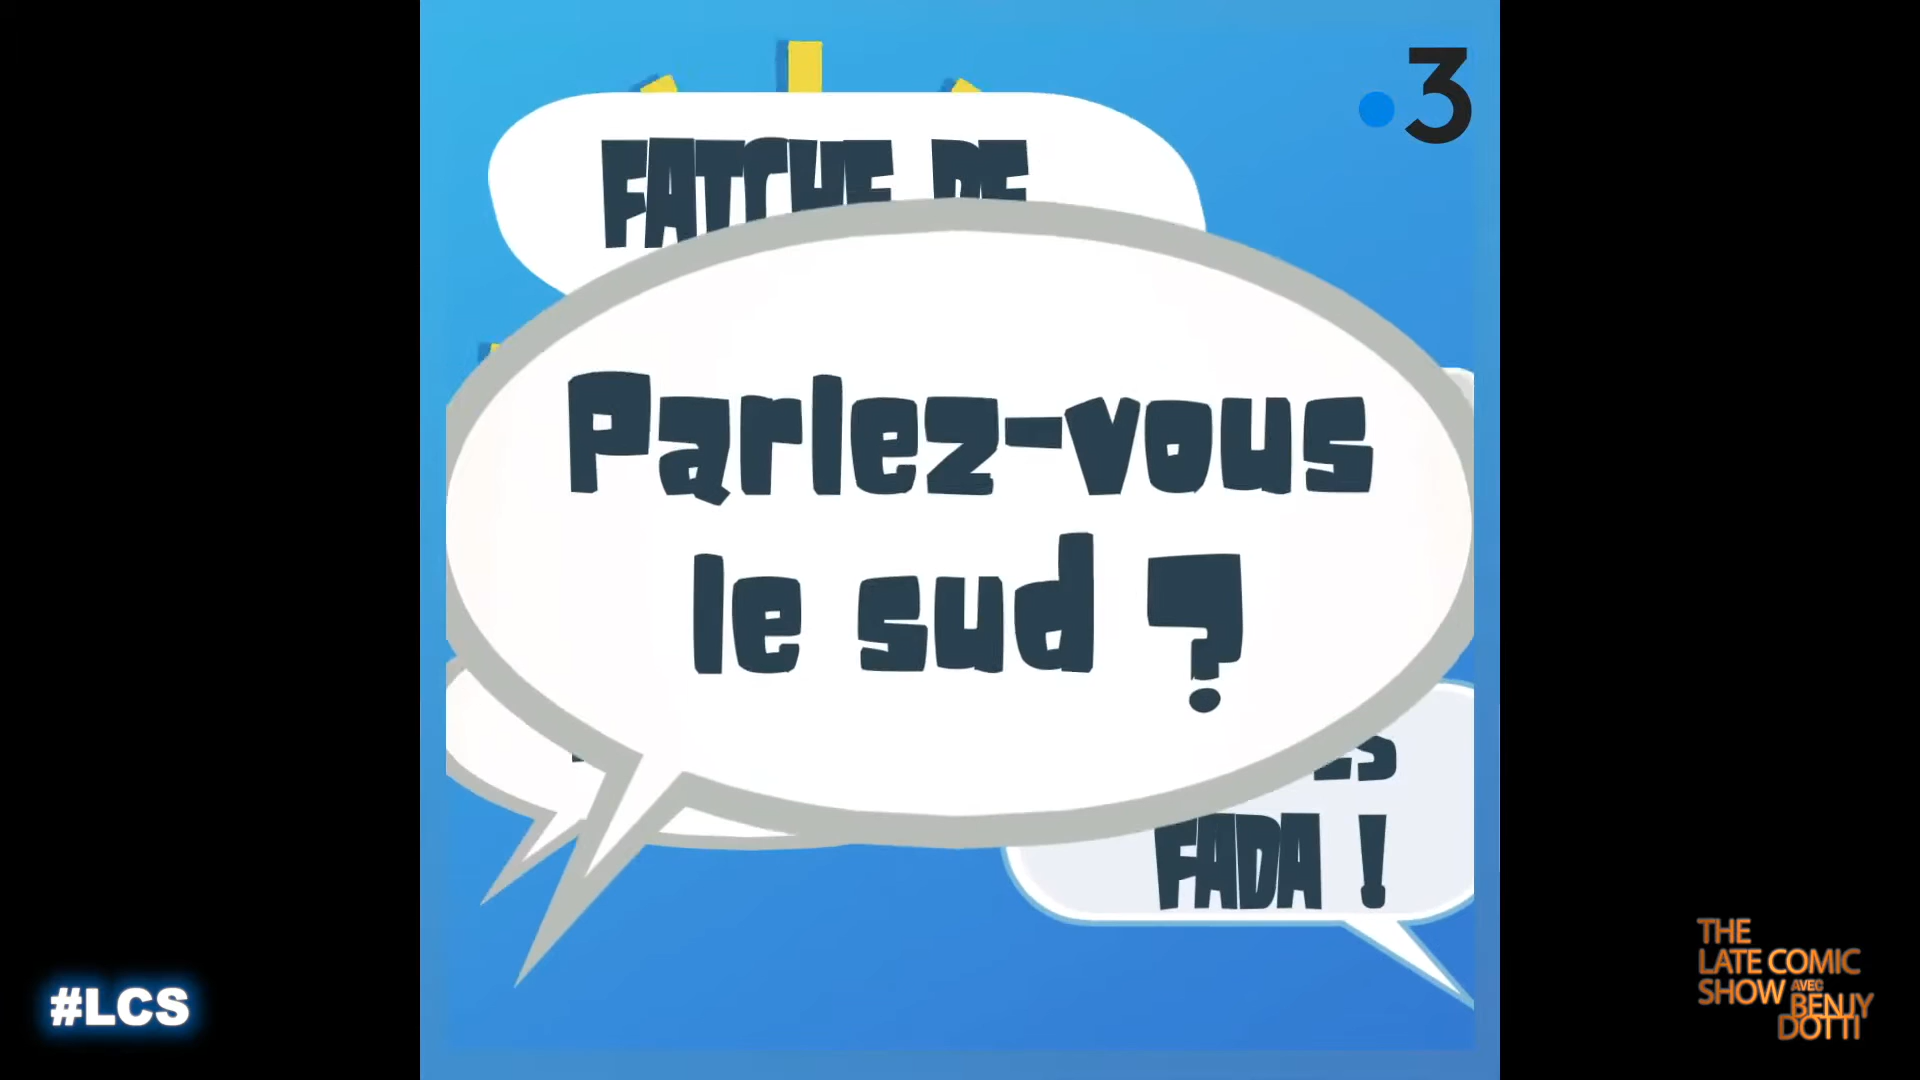 3
FATCHE DE
Parlez-vous
le sud ?
FADA !
#LCS
THE
LATE COMIC
SHOW AVEC
BENJY
DOTTI